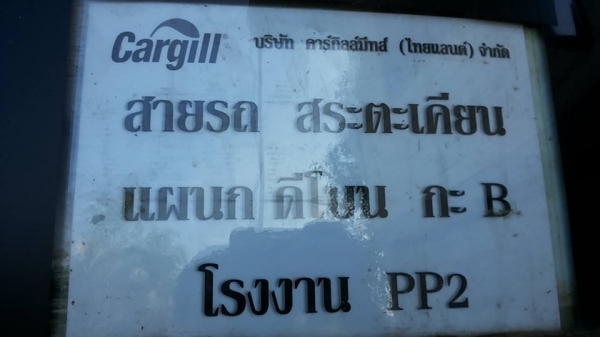 Cargill บริษัท คาร์กิลล์มีทส์ (ไทยแลนด์) จำกัด
สายรถ สระตะเคียน
แผนก ดีโบน กะ B
โรงงาน PP2